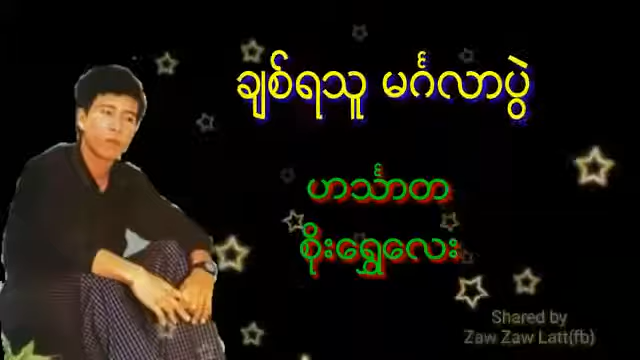 ချစ်ရသူ မင်္ဂလာပွဲ
ဟင်္သာတ
စိုးရွှေလေး
Shared by
Zaw Zaw Latt(fb)